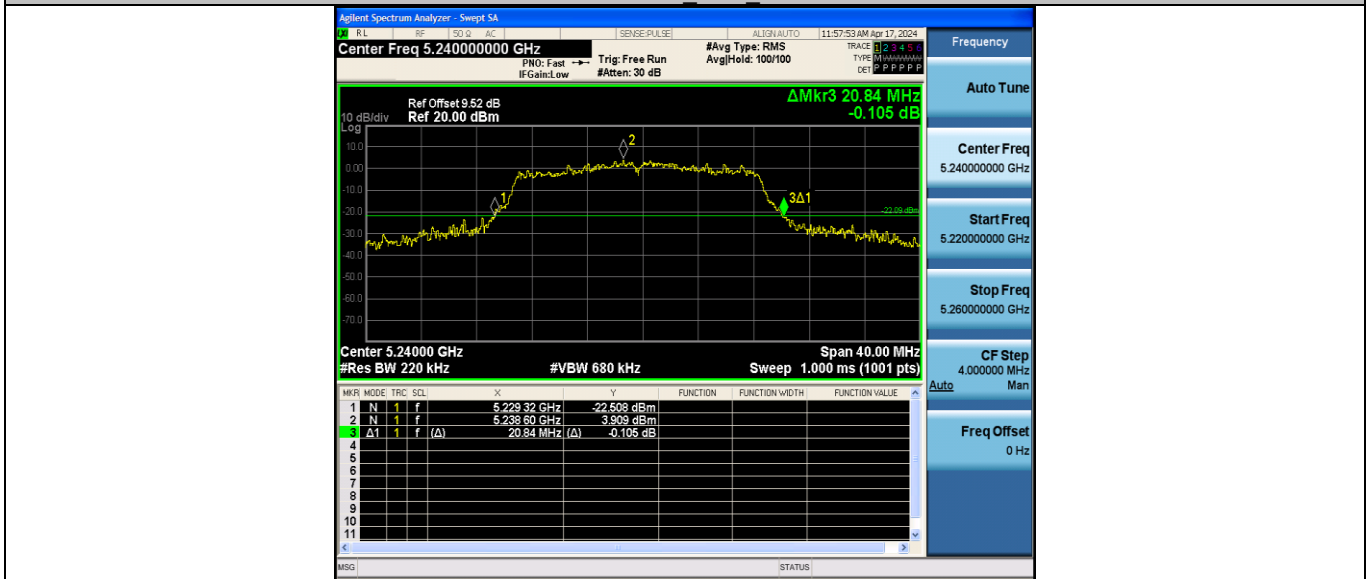 Agilent Spectrum Analyzer - Swept SA
LXI RL RF 50 Ω AC SENSE:PULSE ALIGNAUTO 11:57:53 AM Apr 17, 2024
Center Freq 5.240000000 GHz
PNO: Fast
IFGain:Low
Trig: Free Run
#Atten: 30 dB
#Avg Type: RMS
Avg|Hold: 100/100
TRACE 1 2 3 4 5 6
TYPE M WWWWW
DET P P P P P P
Ref Offset 9.52 dB
10 dB/div Ref 20.00 dBm
Log
ΔMkr3 20.84 MHz
-0.105 dB
10.0
0.00
-10.0
-20.0
-30.0
-40.0
-50.0
-60.0
-70.0
1
2
3Δ1
-22.09 dBm
Center 5.24000 GHz Span 40.00 MHz
#Res BW 220 kHz #VBW 680 kHz Sweep 1.000 ms (1001 pts)
MKR MODE TRC SCL X Y FUNCTION FUNCTION WIDTH FUNCTION VALUE
1 N 1 f 5.229 32 GHz -22.508 dBm
2 N 1 f 5.238 60 GHz 3.909 dBm
3 Δ1 1 f (Δ) 20.84 MHz (Δ) -0.105 dB
4
5
6
7
8
9
10
11
MSG STATUS
Frequency
Auto Tune
Center Freq
5.240000000 GHz
Start Freq
5.220000000 GHz
Stop Freq
5.260000000 GHz
CF Step
4.000000 MHz
Auto Man
Freq Offset
0 Hz